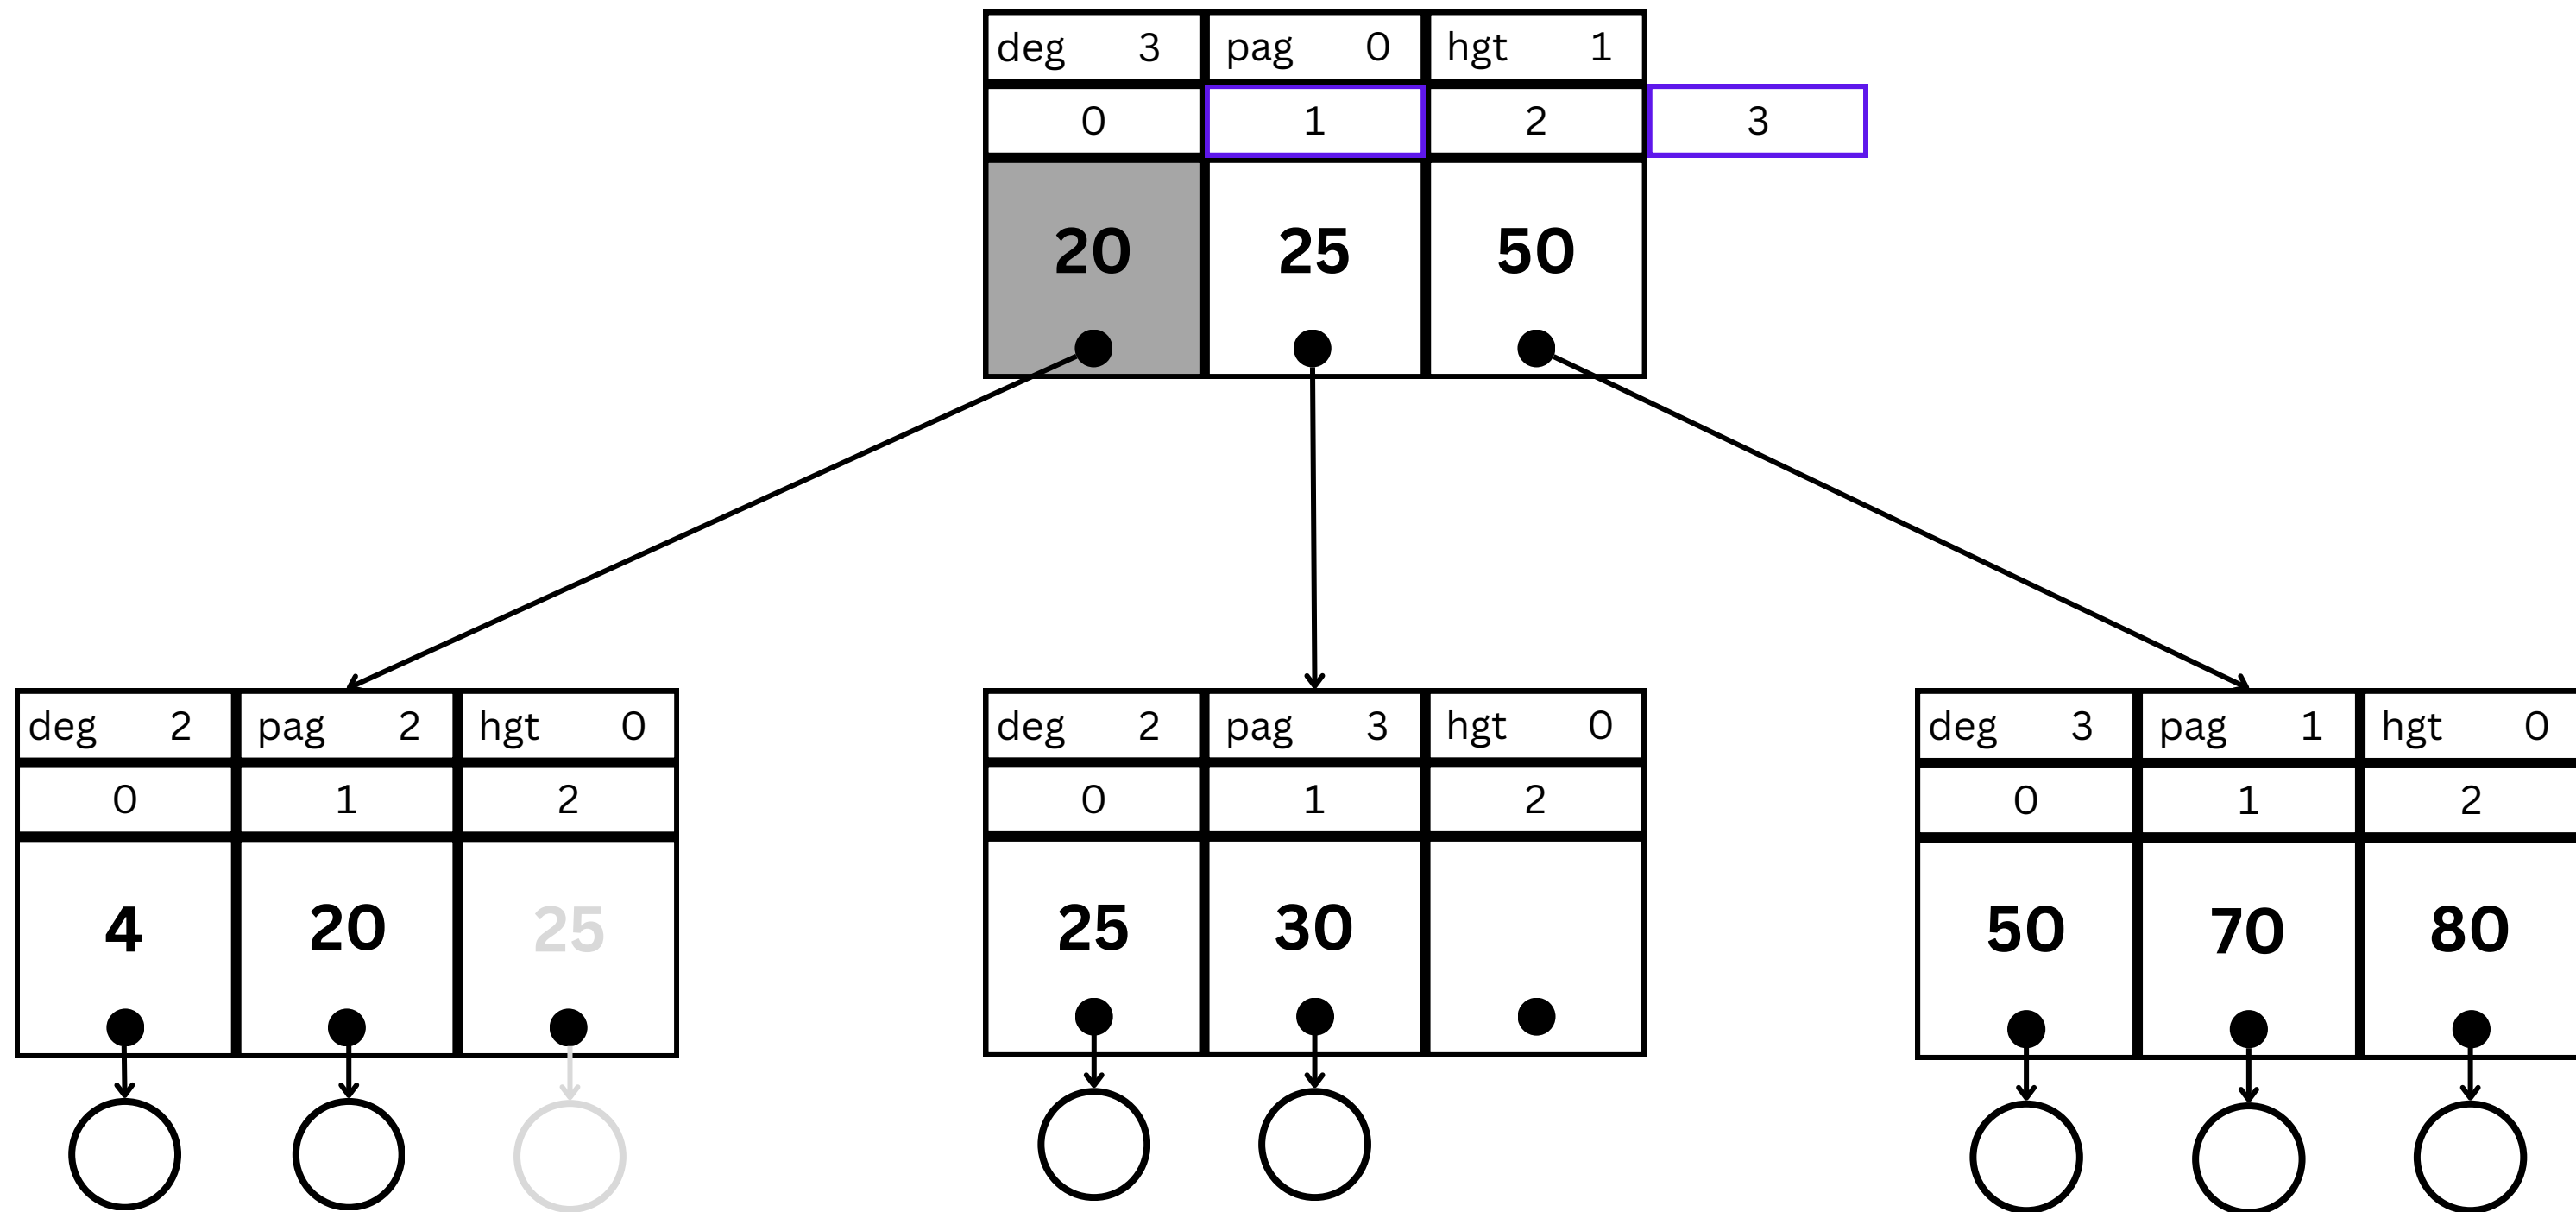 deg 3 pag 0 hgt 1
0 1 2 3
20 25 50
deg 2 pag 2 hgt 0
0 1 2
4 20 25
deg 2 pag 3 hgt 0
0 1 2
25 30
deg 3 pag 1 hgt 0
0 1 2
50 70 80